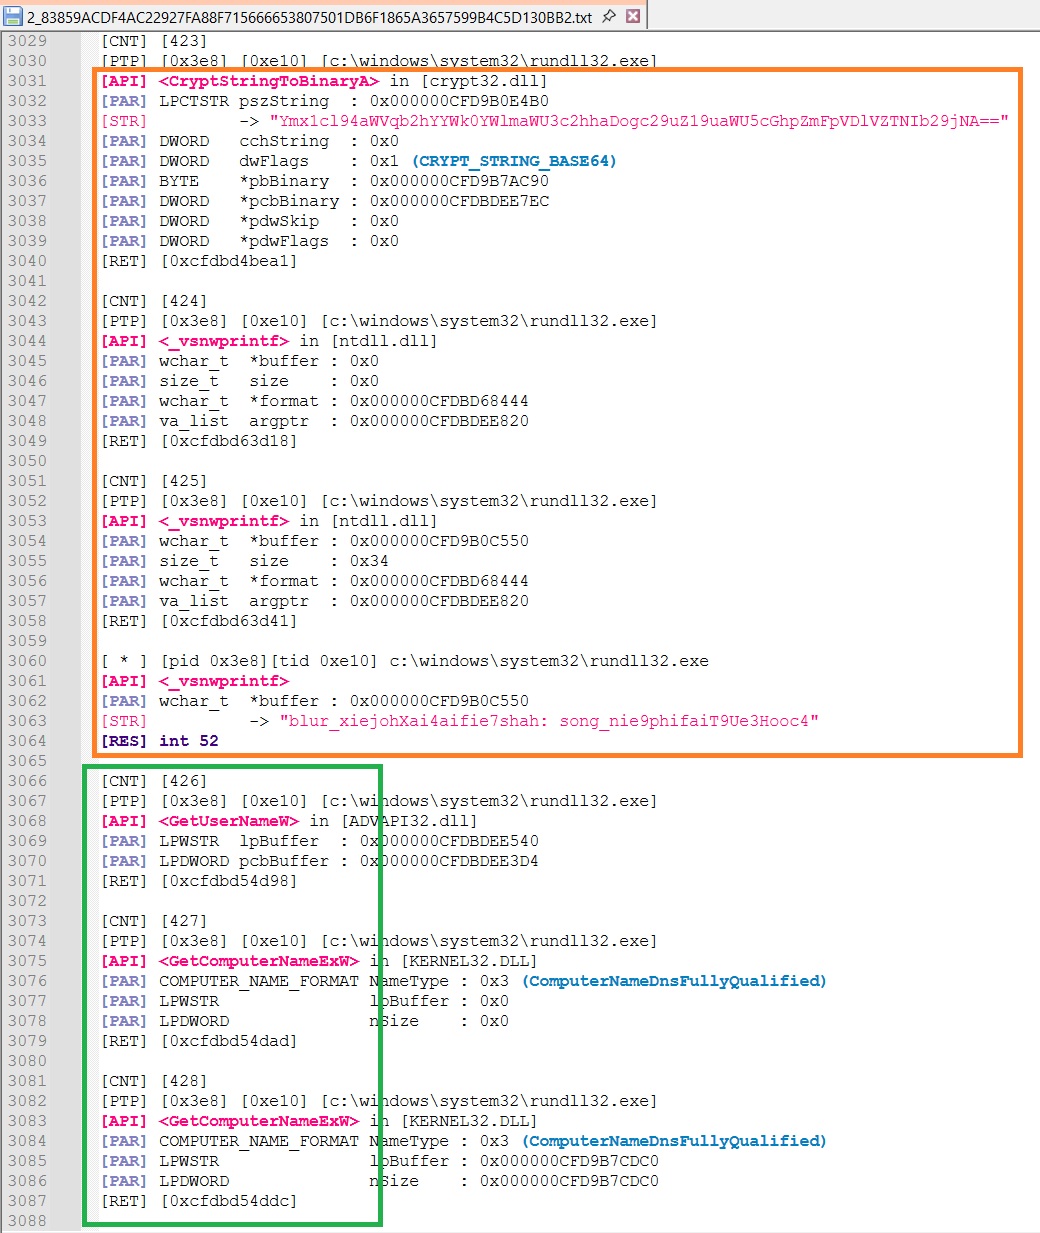 2_83859ACDF4AC22927FA88F715666653807501DB6F1865A3657599B4C5D130BB2.txt
3029 [CNT] [423]
3030 [PTP] [0x3e8] [0xe10] [c:\windows\system32\rundll32.exe]
3031 [API] <CryptStringToBinaryA> in [crypt32.dll]
3032 [PAR] LPCTSTR pszString : 0x000000CFD9B0E4B0
3033 [STR] -> "Ymx1cl94aWVqb2hYYWk0YWlmaWU3c2hhaDogc29uZ19uaWU5cGhpZmFpVDlVZTNIb29jNA=="
3034 [PAR] DWORD cchString : 0x0
3035 [PAR] DWORD dwFlags : 0x1 (CRYPT_STRING_BASE64)
3036 [PAR] BYTE *pbBinary : 0x000000CFD9B7AC90
3037 [PAR] DWORD *pcbBinary : 0x000000CFDBDEE7EC
3038 [PAR] DWORD *pdwSkip : 0x0
3039 [PAR] DWORD *pdwFlags : 0x0
3040 [RET] [0xcfdbd4bea1]
3041
3042 [CNT] [424]
3043 [PTP] [0x3e8] [0xe10] [c:\windows\system32\rundll32.exe]
3044 [API] <_vsnwprintf> in [ntdll.dll]
3045 [PAR] wchar_t *buffer : 0x0
3046 [PAR] size_t size : 0x0
3047 [PAR] wchar_t *format : 0x000000CFDBD68444
3048 [PAR] va_list argptr : 0x000000CFDBDEE820
3049 [RET] [0xcfdbd63d18]
3050
3051 [CNT] [425]
3052 [PTP] [0x3e8] [0xe10] [c:\windows\system32\rundll32.exe]
3053 [API] <_vsnwprintf> in [ntdll.dll]
3054 [PAR] wchar_t *buffer : 0x000000CFD9B0C550
3055 [PAR] size_t size : 0x34
3056 [PAR] wchar_t *format : 0x000000CFDBD68444
3057 [PAR] va_list argptr : 0x000000CFDBDEE820
3058 [RET] [0xcfdbd63d41]
3059
3060 [ * ] [pid 0x3e8][tid 0xe10] c:\windows\system32\rundll32.exe
3061 [API] <_vsnwprintf>
3062 [PAR] wchar_t *buffer : 0x000000CFD9B0C550
3063 [STR] -> "blur_xiejohXai4aifie7shah: song_nie9phifaiT9Ue3Hooc4"
3064 [RES] int 52
3065
3066 [CNT] [426]
3067 [PTP] [0x3e8] [0xe10] [c:\windows\system32\rundll32.exe]
3068 [API] <GetUserNameW> in [ADVAPI32.dll]
3069 [PAR] LPWSTR lpBuffer : 0x000000CFDBDEE540
3070 [PAR] LPDWORD pcbBuffer : 0x000000CFDBDEE3D4
3071 [RET] [0xcfdbd54d98]
3072
3073 [CNT] [427]
3074 [PTP] [0x3e8] [0xe10] [c:\windows\system32\rundll32.exe]
3075 [API] <GetComputerNameExW> in [KERNEL32.DLL]
3076 [PAR] COMPUTER_NAME_FORMAT NameType : 0x3 (ComputerNameDnsFullyQualified)
3077 [PAR] LPWSTR lpBuffer : 0x0
3078 [PAR] LPDWORD nSize : 0x0
3079 [RET] [0xcfdbd54dad]
3080
3081 [CNT] [428]
3082 [PTP] [0x3e8] [0xe10] [c:\windows\system32\rundll32.exe]
3083 [API] <GetComputerNameExW> in [KERNEL32.DLL]
3084 [PAR] COMPUTER_NAME_FORMAT NameType : 0x3 (ComputerNameDnsFullyQualified)
3085 [PAR] LPWSTR lpBuffer : 0x000000CFD9B7CDC0
3086 [PAR] LPDWORD nSize : 0x000000CFD9B7CDC0
3087 [RET] [0xcfdbd54ddc]
3088